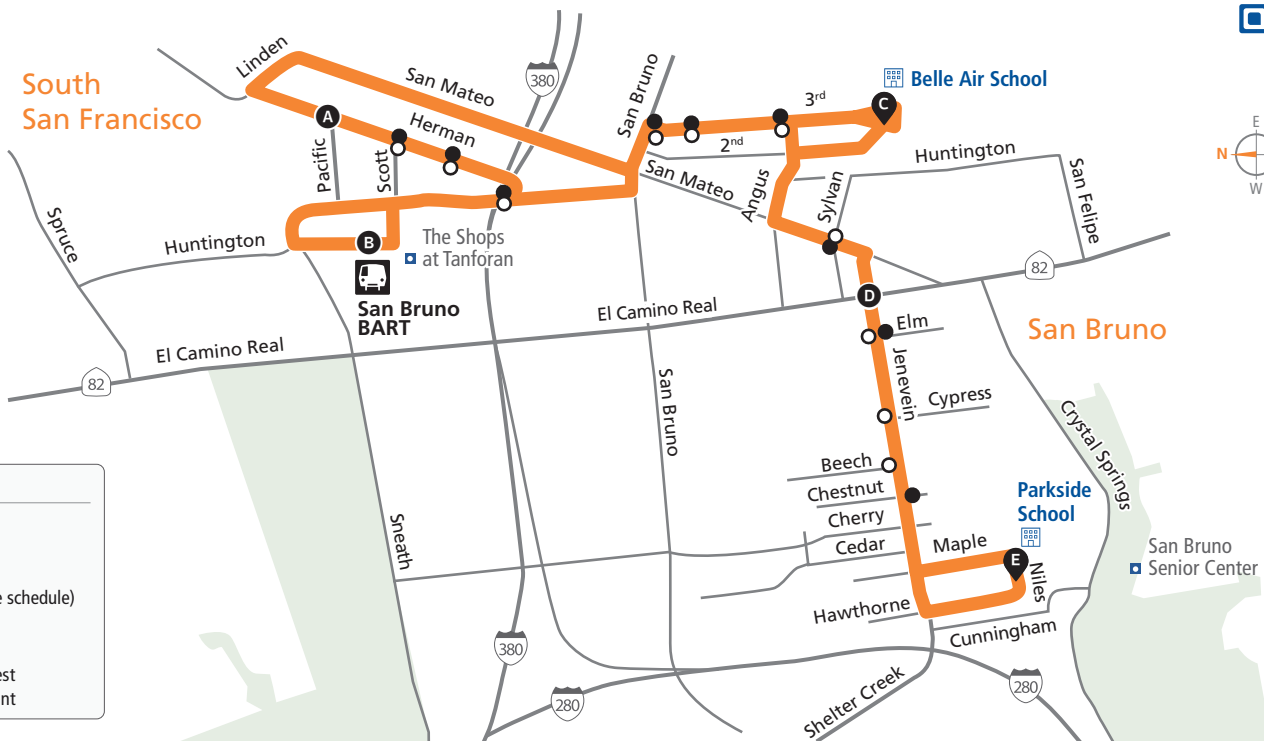 Linden
South
San Francisco
San Mateo
380
San Bruno
Belle Air School
C
3rd
A
Herman
2nd
E
N
W
Pacific
Scott
San Mateo
Huntington
San Felipe
Angus
Sylvan
Spruce
Huntington
B
The Shops
at Tanforan
San Bruno
BART
82
D
El Camino Real
Elm
San Bruno
El Camino Real
82
Jenevein
San Bruno
Cypress
Crystal Springs
Beech
Chestnut
Parkside
School
Cherry
Cedar
Maple
E
Niles
San Bruno
Senior Center
Sneath
e schedule)
Hawthorne
Cunningham
380
est
nt
280
Shelter Creek
280